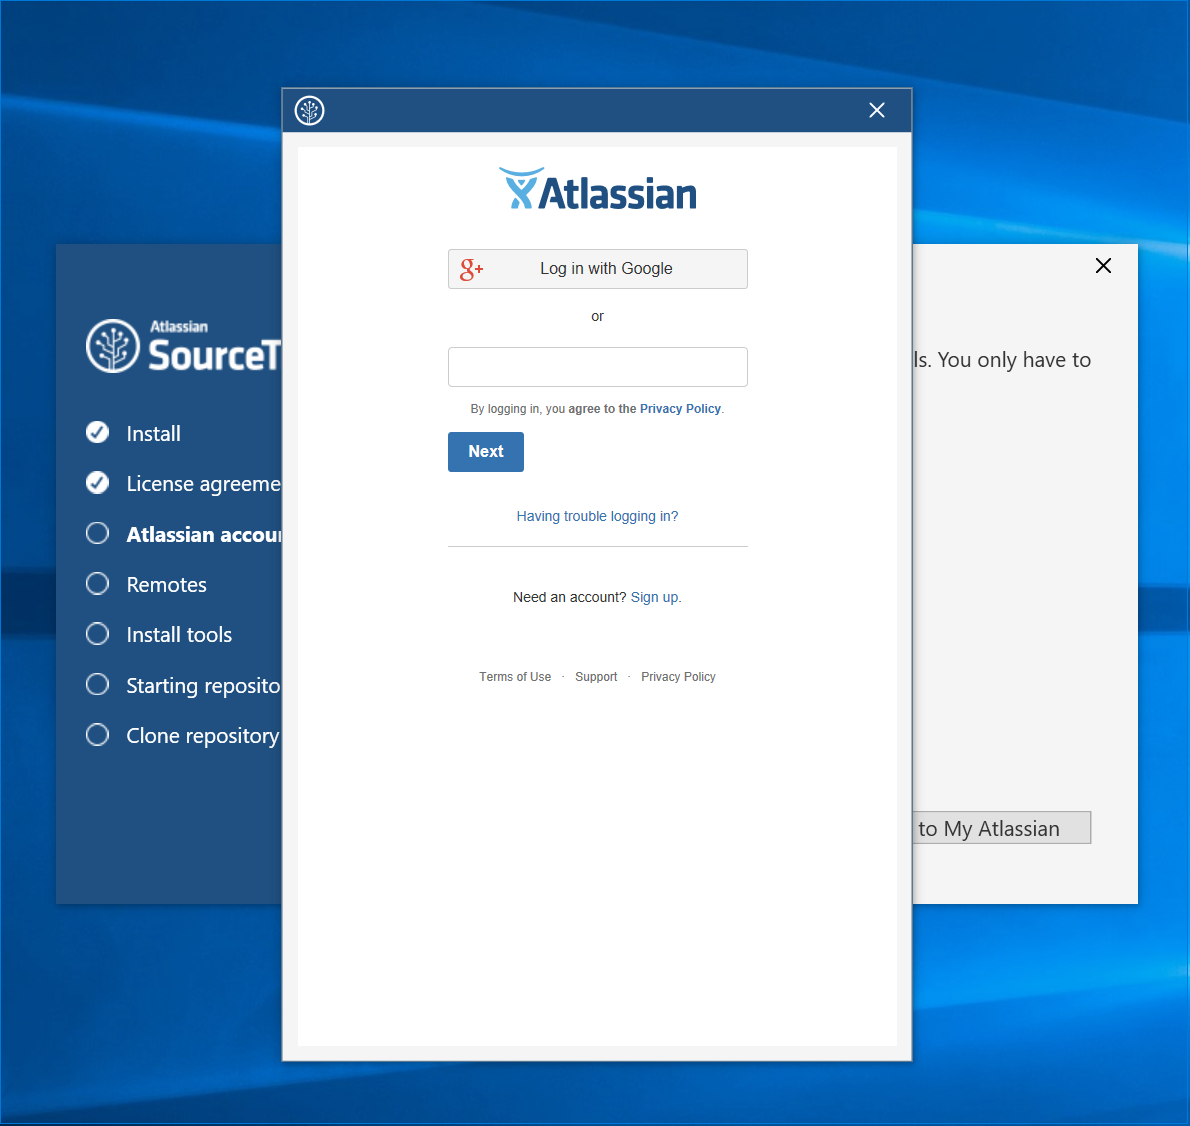 Atlassian
Log in with Google
or
By logging in, you agree to the Privacy Policy.
Next
Having trouble logging in?
Need an account? Sign up.
Terms of Use · Support · Privacy Policy
Atlassian
SourceT
Install
License agreeme
Atlassian accou
Remotes
Install tools
Starting reposito
Clone repository
ls. You only have to
to My Atlassian